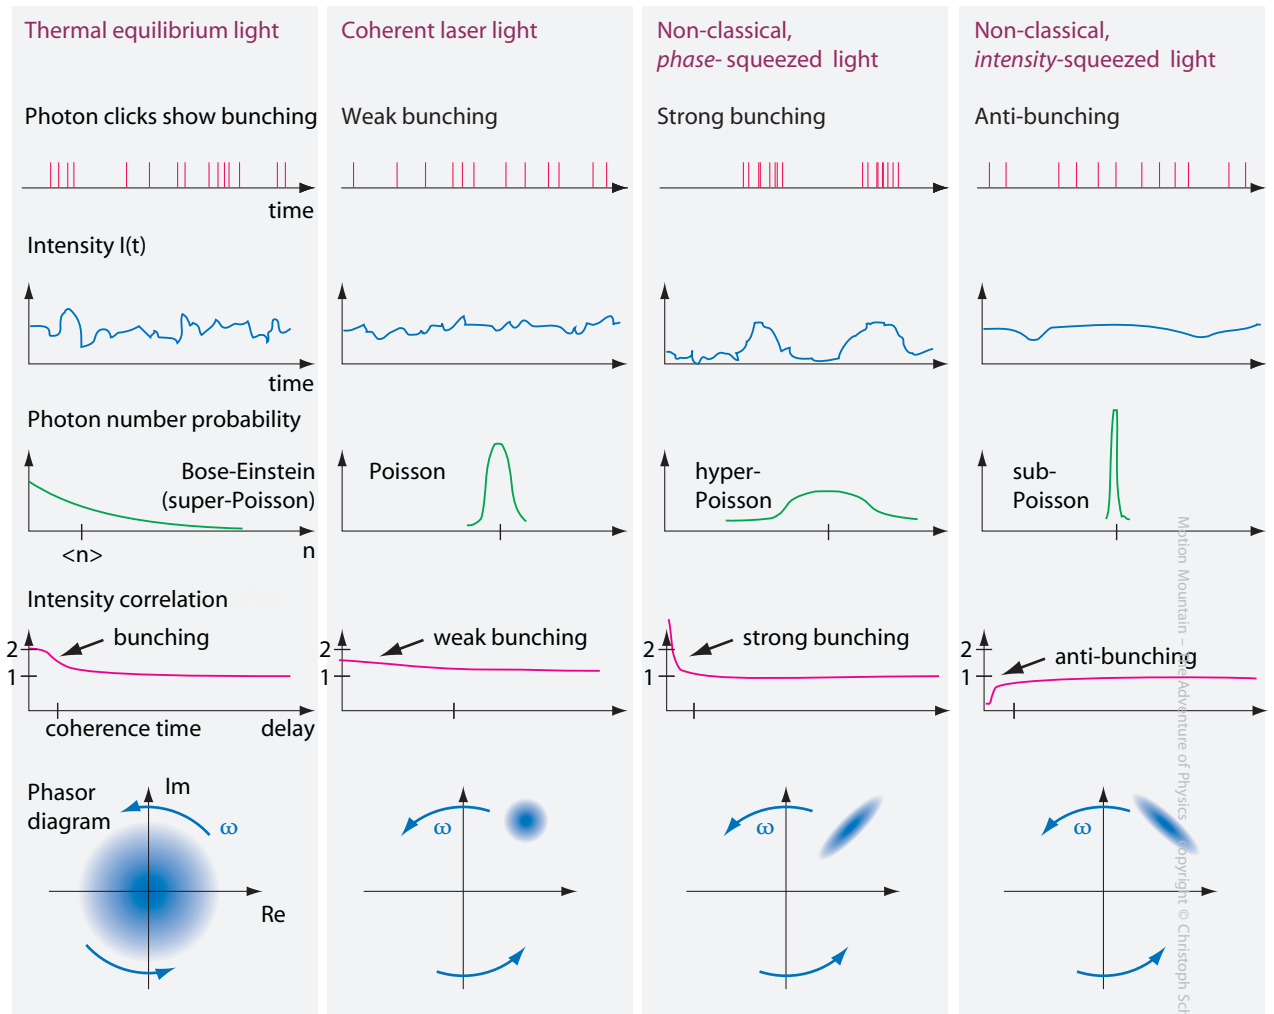 Thermal equilibrium light
Photon clicks show bunching
time
Intensity I(t)
time
Photon number probability
Bose-Einstein
(super-Poisson)
<n>
n
Intensity correlation
2
bunching
1
coherence time
delay
Phasor
diagram
Im
ω
Re
Coherent laser light
Weak bunching
Poisson
2
weak bunching
1
ω
Non-classical,
phase- squeezed light
Strong bunching
hyper-
Poisson
2
strong bunching
1
ω
Non-classical,
intensity-squeezed light
Anti-bunching
sub-
Poisson
2
anti-bunching
1
ω
Motion Mountain – The Adventure of Physics copyright © Christoph